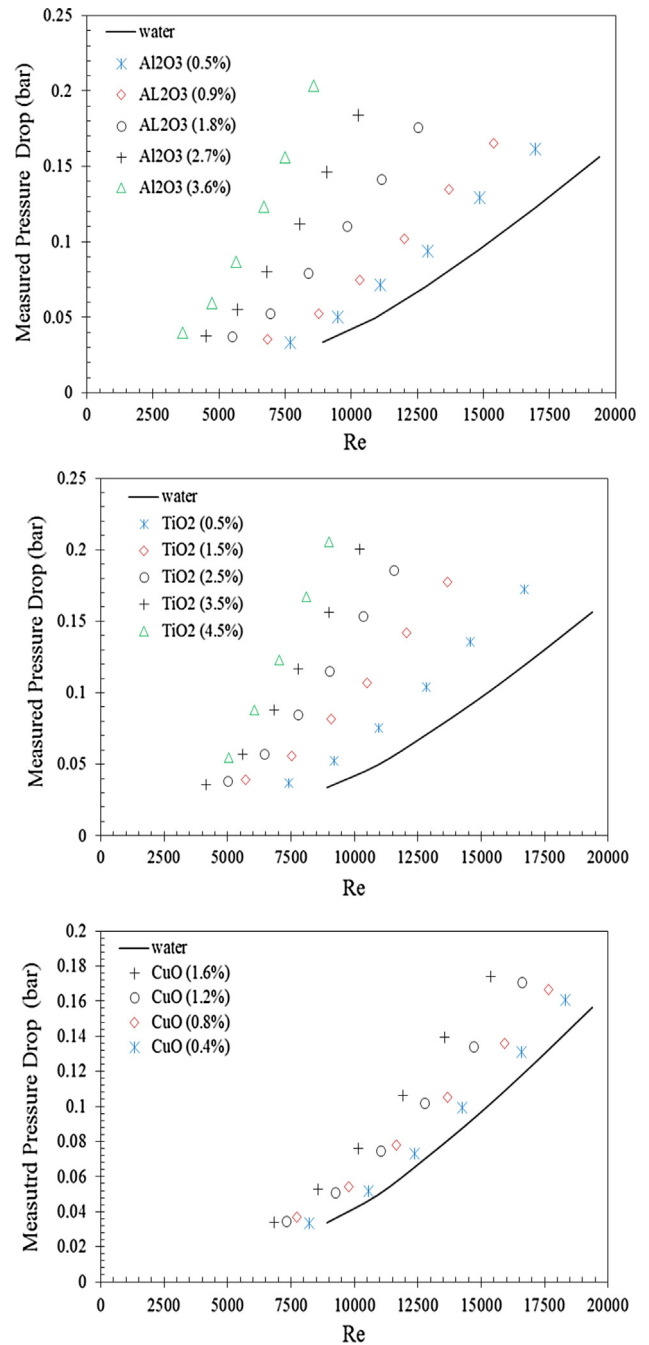 0.25
water
Al2O3 (0.5%)
0.2
AL2O3 (0.9%)
AL2O3 (1.8%)
0.15
Al2O3 (2.7%)
Al2O3 (3.6%)
0.1
0.05
0
Measured Pressure Drop (bar)
0 2500 5000 7500 10000 12500 15000 17500 20000
Re
0.25
water
TiO2 (0.5%)
0.2
TiO2 (1.5%)
TiO2 (2.5%)
TiO2 (3.5%)
0.15
TiO2 (4.5%)
0.1
0.05
0
Measured Pressure Drop (bar)
0 2500 5000 7500 10000 12500 15000 17500 20000
Re
0.2
water
0.18
CuO (1.6%)
CuO (1.2%)
0.16
CuO (0.8%)
0.14
CuO (0.4%)
0.12
0.1
0.08
0.06
0.04
0.02
0
Measutrd Pressure Drop (bar)
0 2500 5000 7500 10000 12500 15000 17500 20000
Re